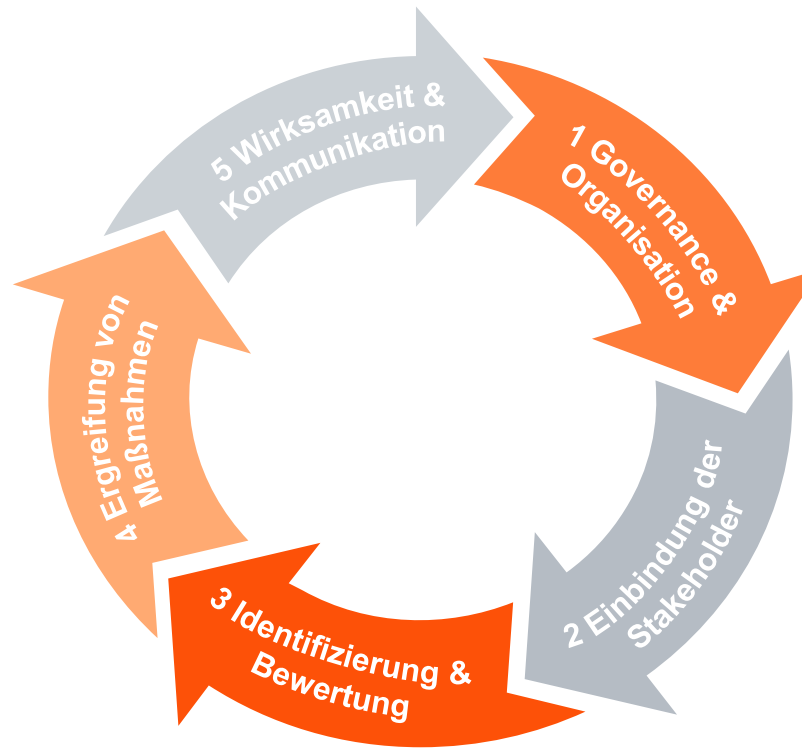 1 Governance &
Organisation
2 Einbindung der
Stakeholder
3 Identifizierung &
Bewertung
4 Ergreifung von
Maßnahmen
5 Wirksamkeit &
Kommunikation